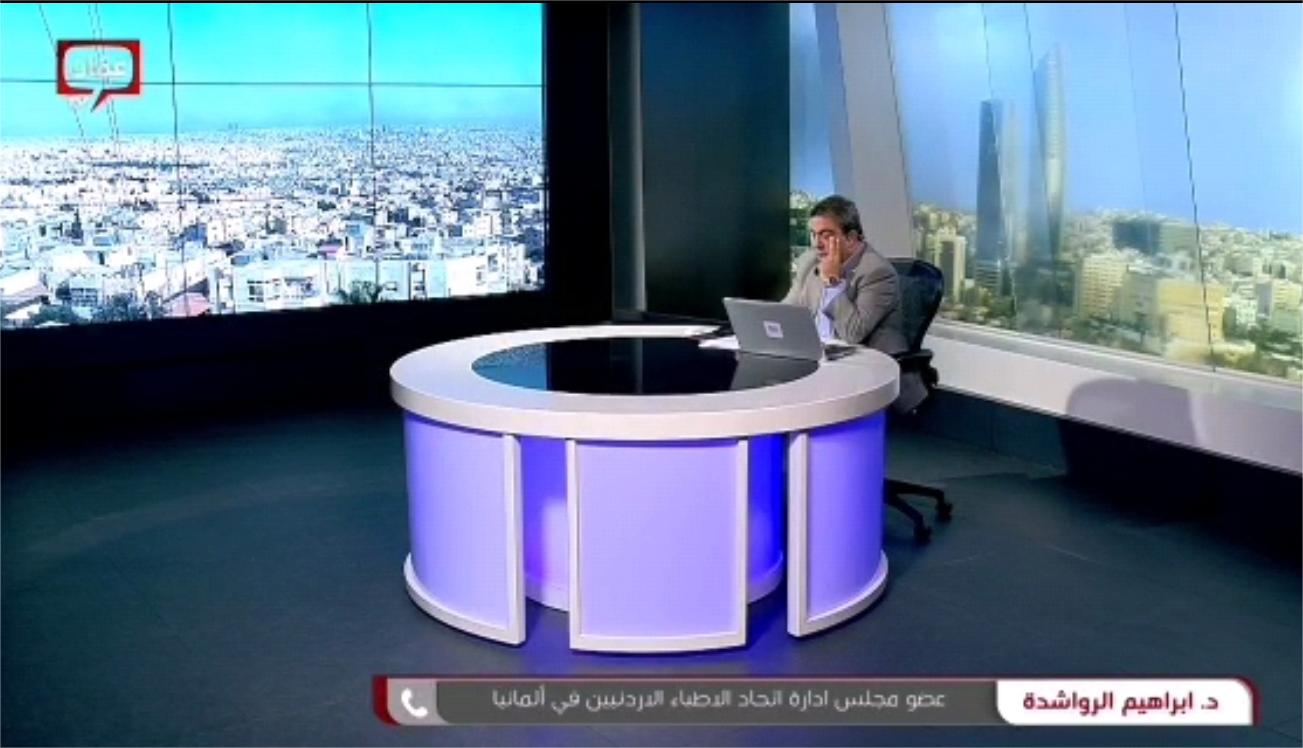 د. ابراهيم الرواشدة
عضو مجلس ادارة اتحاد الاطباء الاردنيين في ألمانيا